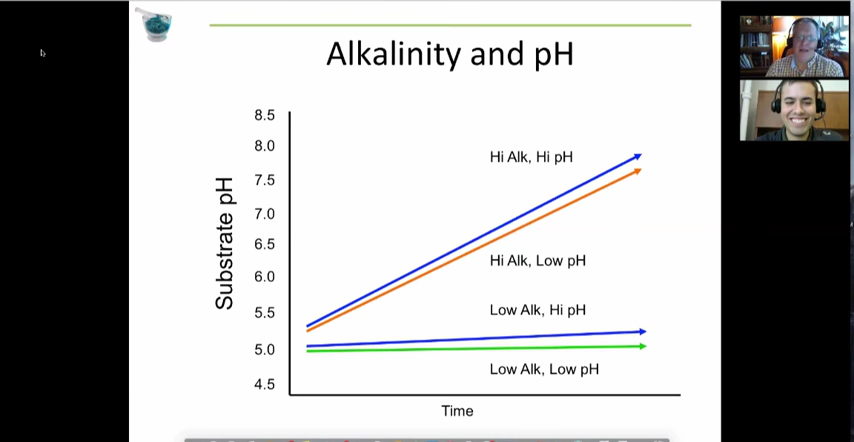 Alkalinity and pH
8.5
8.0
7.5
7.0
6.5
6.0
5.5
5.0
4.5
Substrate pH
Hi Alk, Hi pH
Hi Alk, Low pH
Low Alk, Hi pH
Low Alk, Low pH
Time